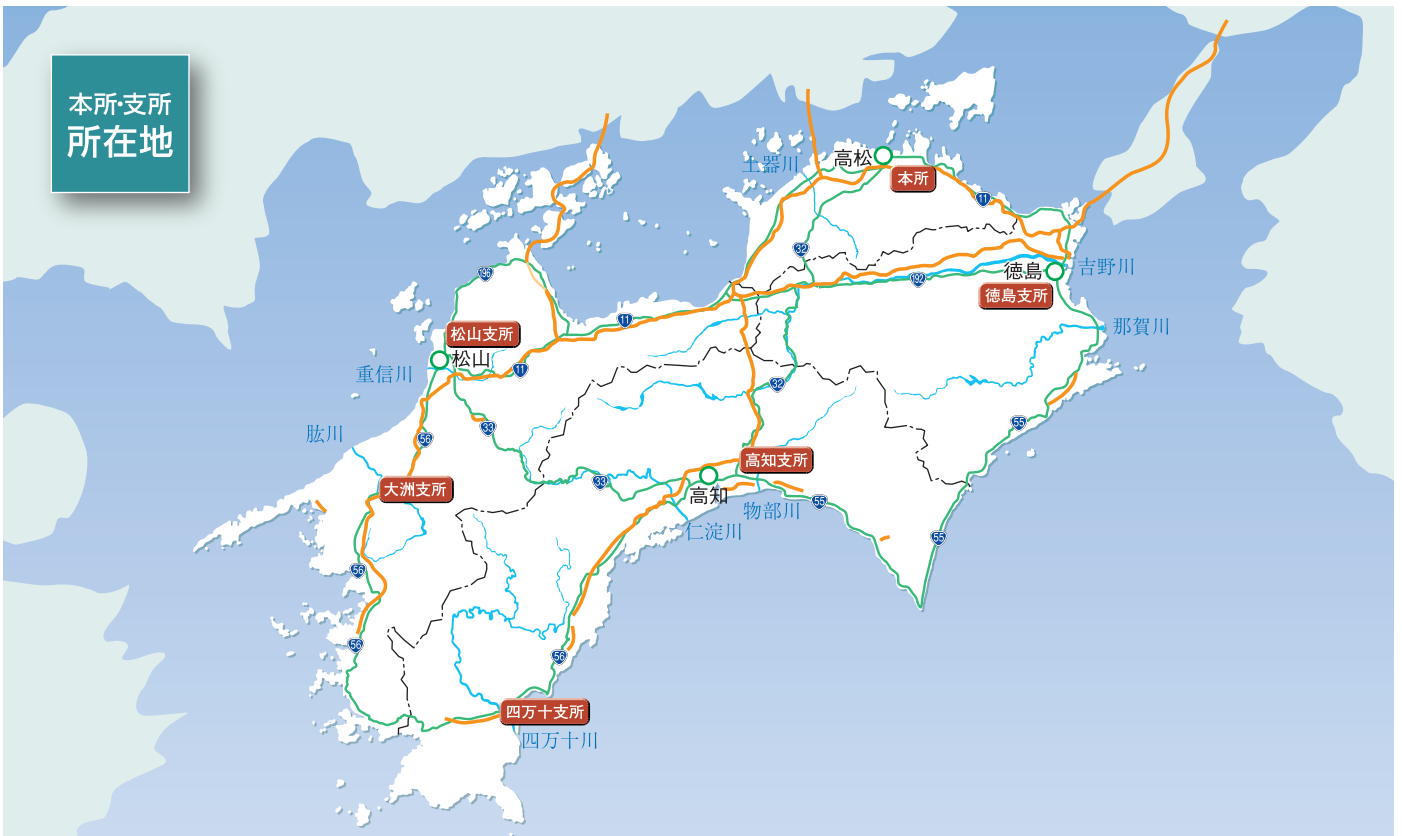 本所・支所
所在地
土器川
高松
本所
11
32
196
192
徳島
吉野川
徳島支所
11
那賀川
松山支所
松山
重信川
11
32
肱川
56
33
55
高知支所
大洲支所
33
高知
物部川
55
仁淀川
55
56
56
56
四万十支所
四万十川